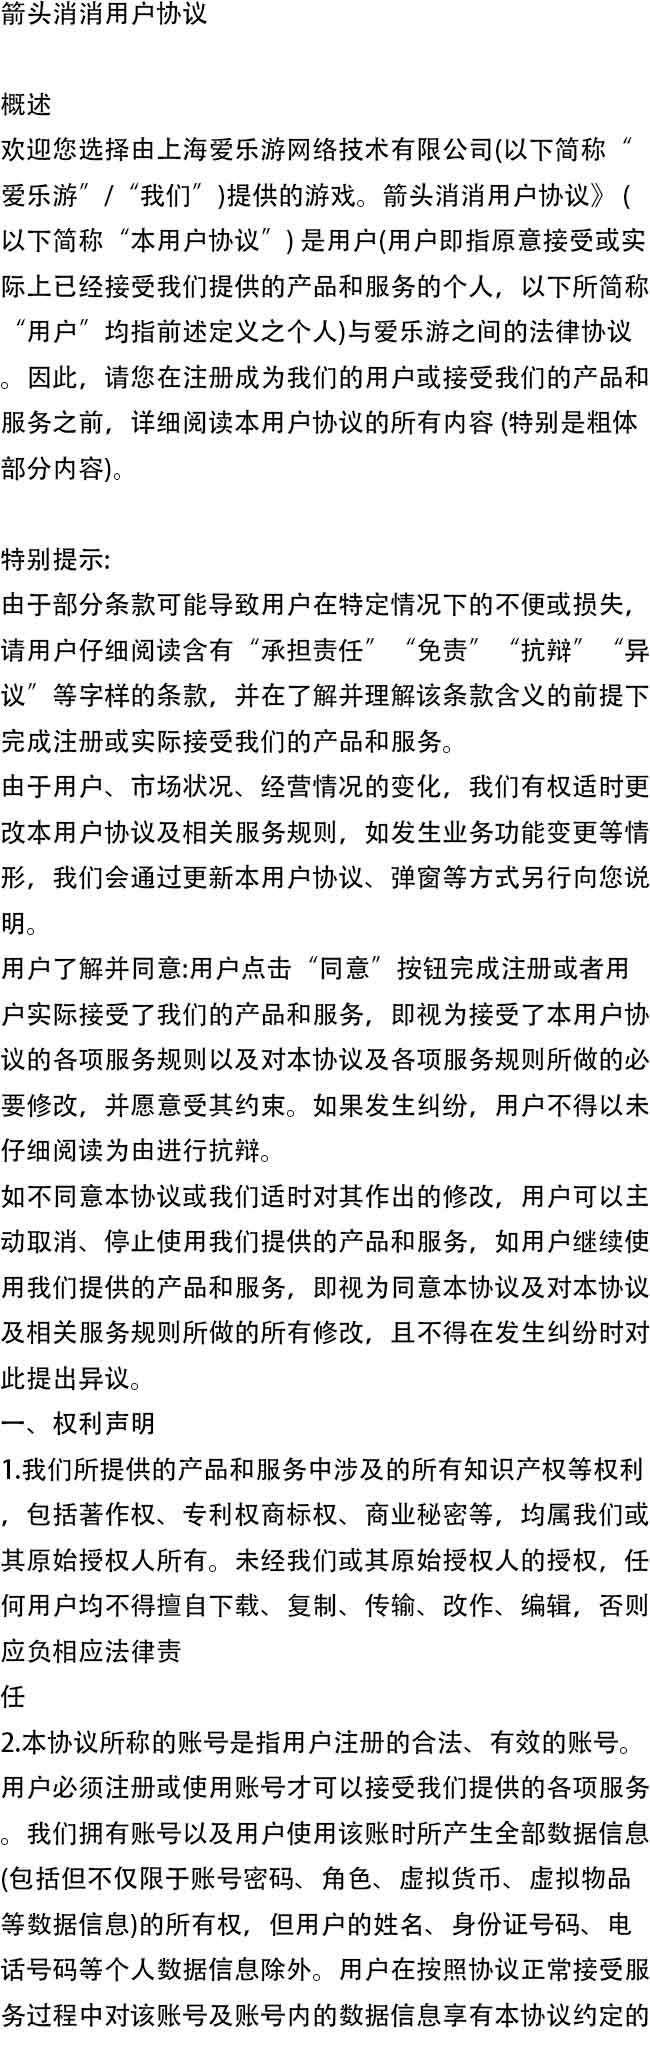 箭头消消用户协议
概述
欢迎您选择由上海爱乐游网络技术有限公司(以下简称“
爱乐游”/“我们”)提供的游戏。箭头消消用户协议》(
以下简称“本用户协议”) 是用户(用户即指原意接受或实
际上已经接受我们提供的产品和服务的个人，以下所简称
“用户”均指前述定义之个人)与爱乐游之间的法律协议
。因此，请您在注册成为我们的用户或接受我们的产品和
服务之前，详细阅读本用户协议的所有内容 (特别是粗体
部分内容)。
特别提示:
由于部分条款可能导致用户在特定情况下的不便或损失，
请用户仔细阅读含有“承担责任”“免责”“抗辩”“异
议”等字样的条款，并在了解并理解该条款含义的前提下
完成注册或实际接受我们的产品和服务。
由于用户、市场状况、经营情况的变化，我们有权适时更
改本用户协议及相关服务规则，如发生业务功能变更等情
形，我们会通过更新本用户协议、弹窗等方式另行向您说
明。
用户了解并同意:用户点击“同意”按钮完成注册或者用
户实际接受了我们的产品和服务，即视为接受了本用户协
议的各项服务规则以及对本协议及各项服务规则所做的必
要修改，并愿意受其约束。如果发生纠纷，用户不得以未
仔细阅读为由进行抗辩。
如不同意本协议或我们适时对其作出的修改，用户可以主
动取消、停止使用我们提供的产品和服务，如用户继续使
用我们提供的产品和服务，即视为同意本协议及对本协议
及相关服务规则所做的所有修改，且不得在发生纠纷时对
此提出异议。
一、权利声明
1.我们所提供的产品和服务中涉及的所有知识产权等权利
，包括著作权、专利权商标权、商业秘密等，均属我们或
其原始授权人所有。未经我们或其原始授权人的授权，任
何用户均不得擅自下载、复制、传输、改作、编辑，否则
应负相应法律责
任
2.本协议所称的账号是指用户注册的合法、有效的账号。
用户必须注册或使用账号才可以接受我们提供的各项服务
。我们拥有账号以及用户使用该账时所产生全部数据信息
(包括但不仅限于账号密码、角色、虚拟货币、虚拟物品
等数据信息)的所有权，但用户的姓名、身份证号码、电
话号码等个人数据信息除外。用户在按照协议正常接受服
务过程中对该账号及账号内的数据信息享有本协议约定的